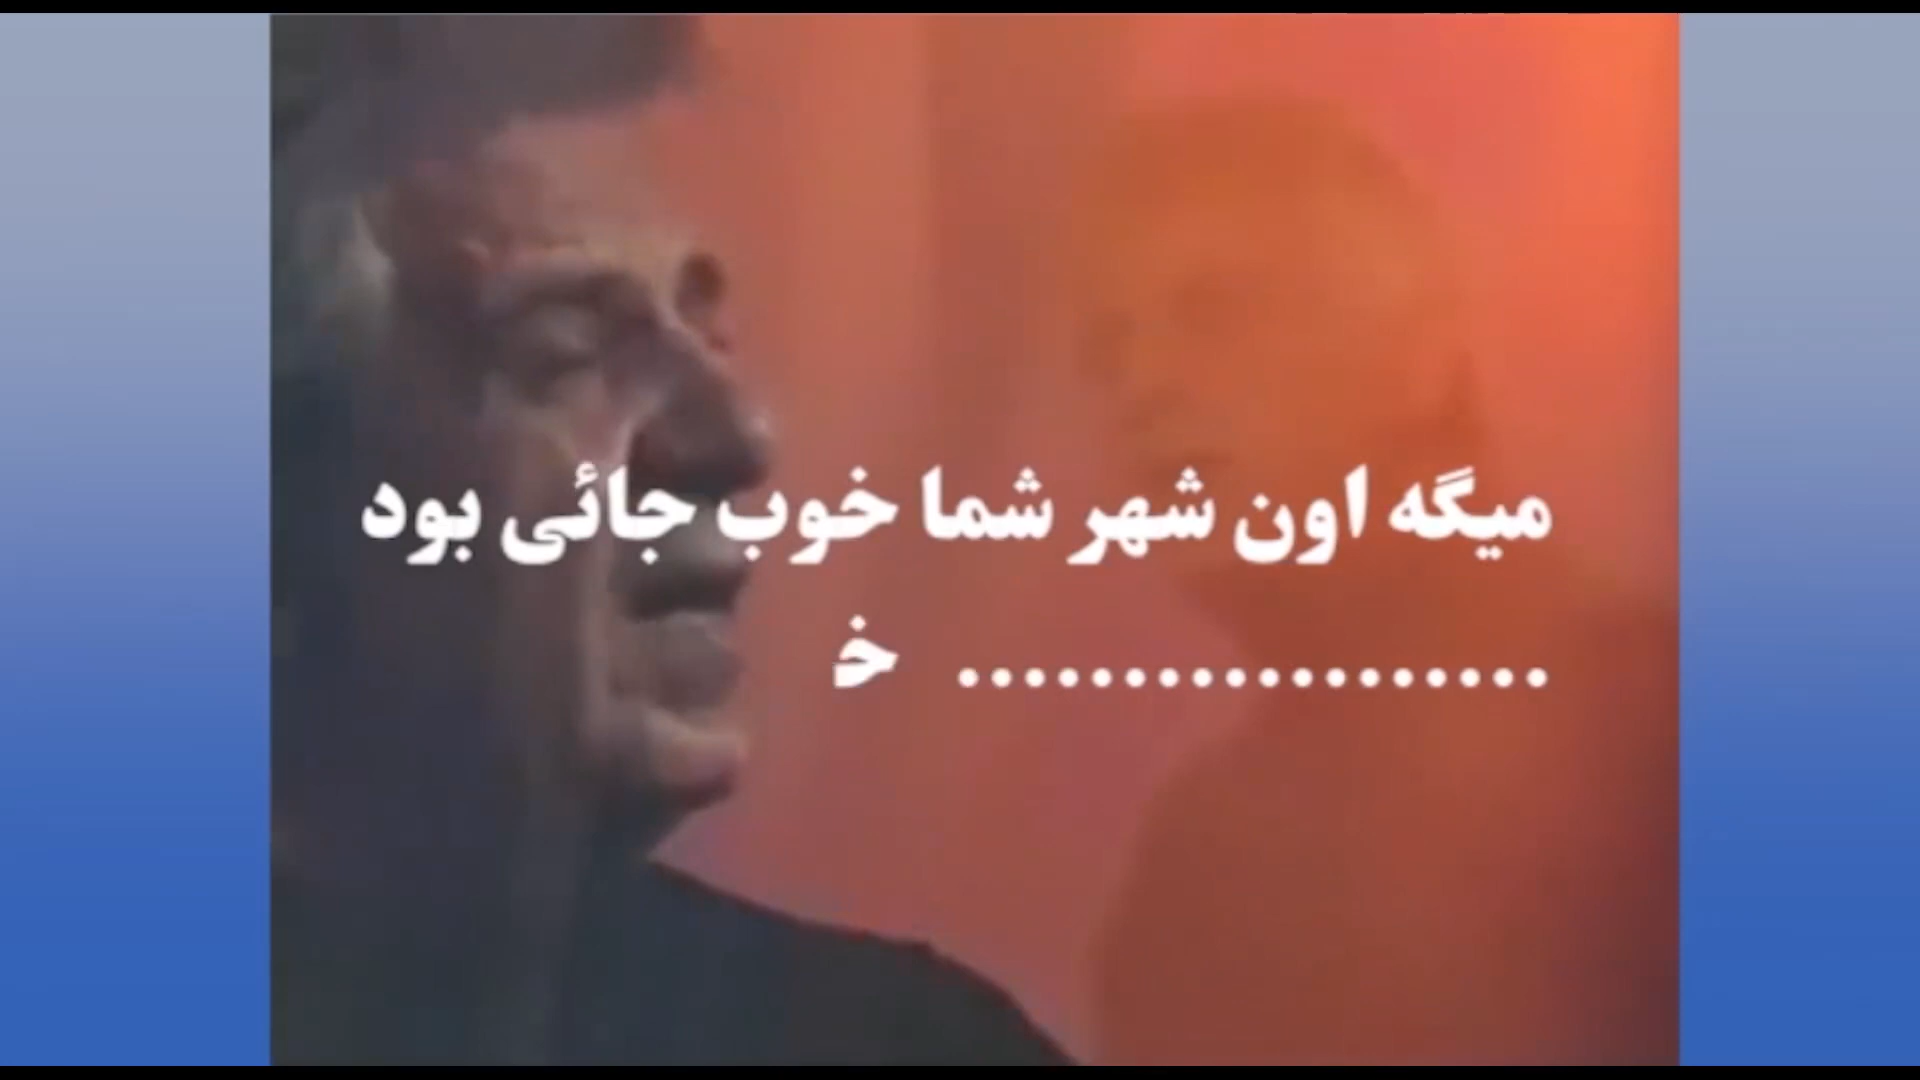 میگه اون شهر شما خوب جائی بود
.................. خ